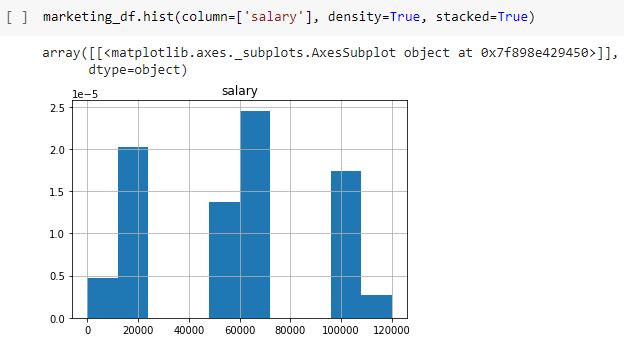 [ ] marketing_df.hist(column=['salary'], density=True, stacked=True)
array([[<matplotlib.axes._subplots.AxesSubplot object at 0x7f898e429450>]],
dtype=object)
1e−5
salary
2.5
2.0
1.5
1.0
0.5
0.0
0 20000 40000 60000 80000 100000 120000